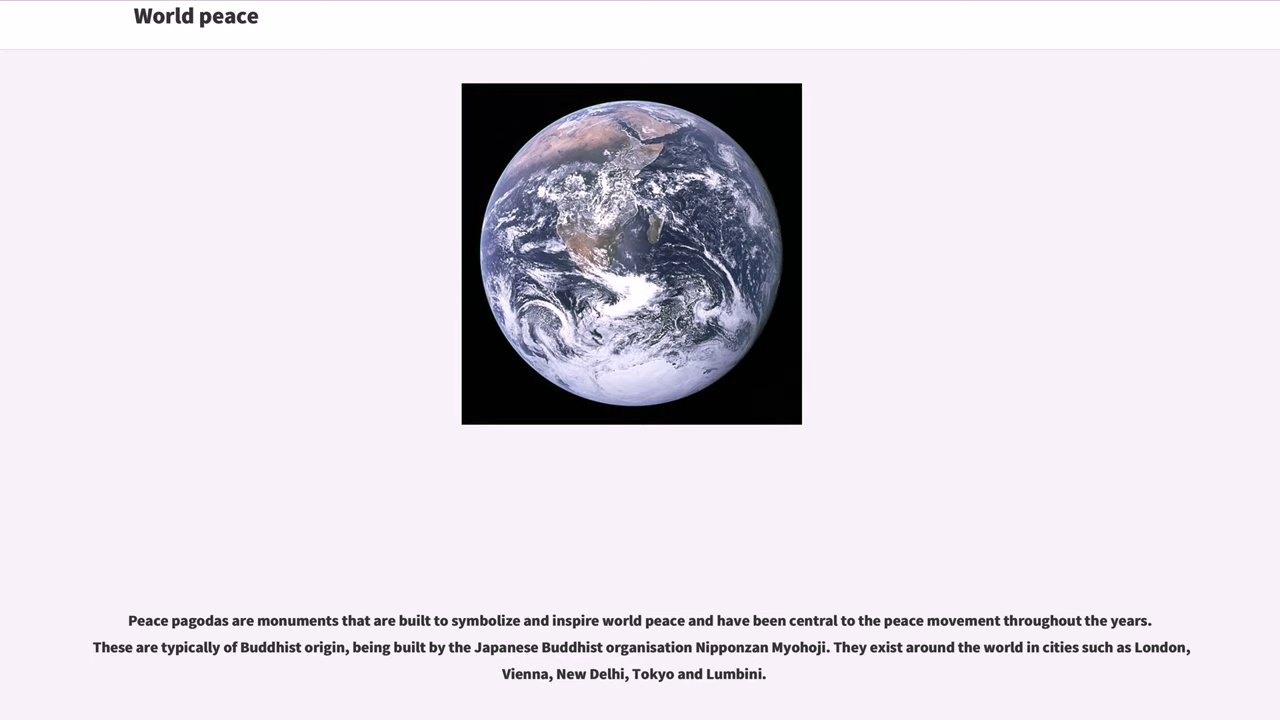 World peace
Peace pagodas are monuments that are built to symbolize and inspire world peace and have been central to the peace movement throughout the years.
These are typically of Buddhist origin, being built by the Japanese Buddhist organisation Nipponzan Myohoji. They exist around the world in cities such as London,
Vienna, New Delhi, Tokyo and Lumbini.